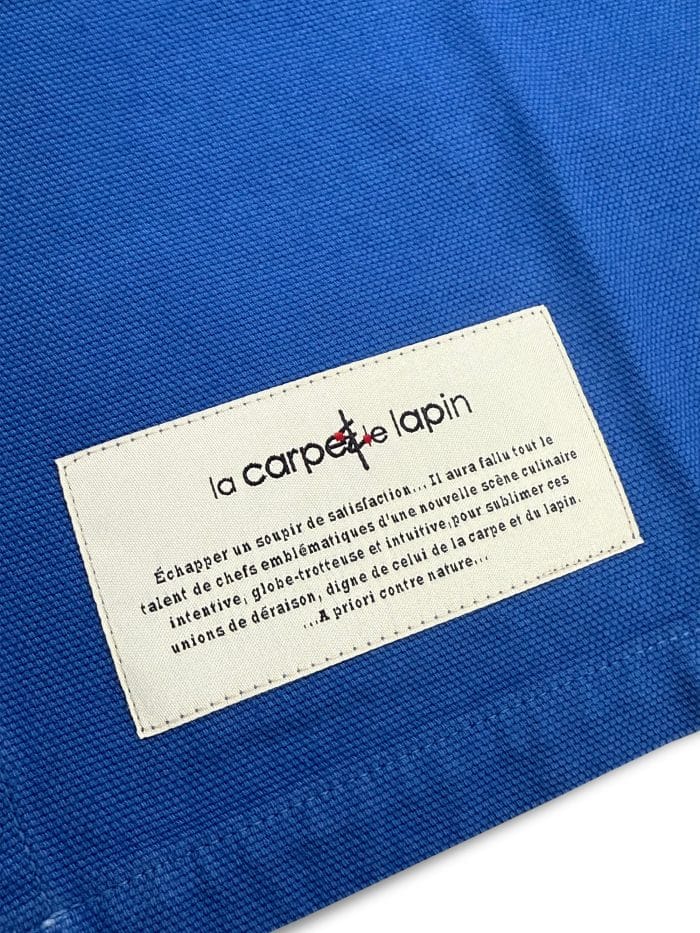 la carpe et le lapin
Échapper un soupir de satisfaction... Il aura fallu tout le
talent de chefs emblématiques d'une nouvelle scène culinaire
intentive, globe-trotteuse et intuitive,pour sublimer ces
unions de déraison, digne de celui de la carpe et du lapin.
...A priori contre nature...